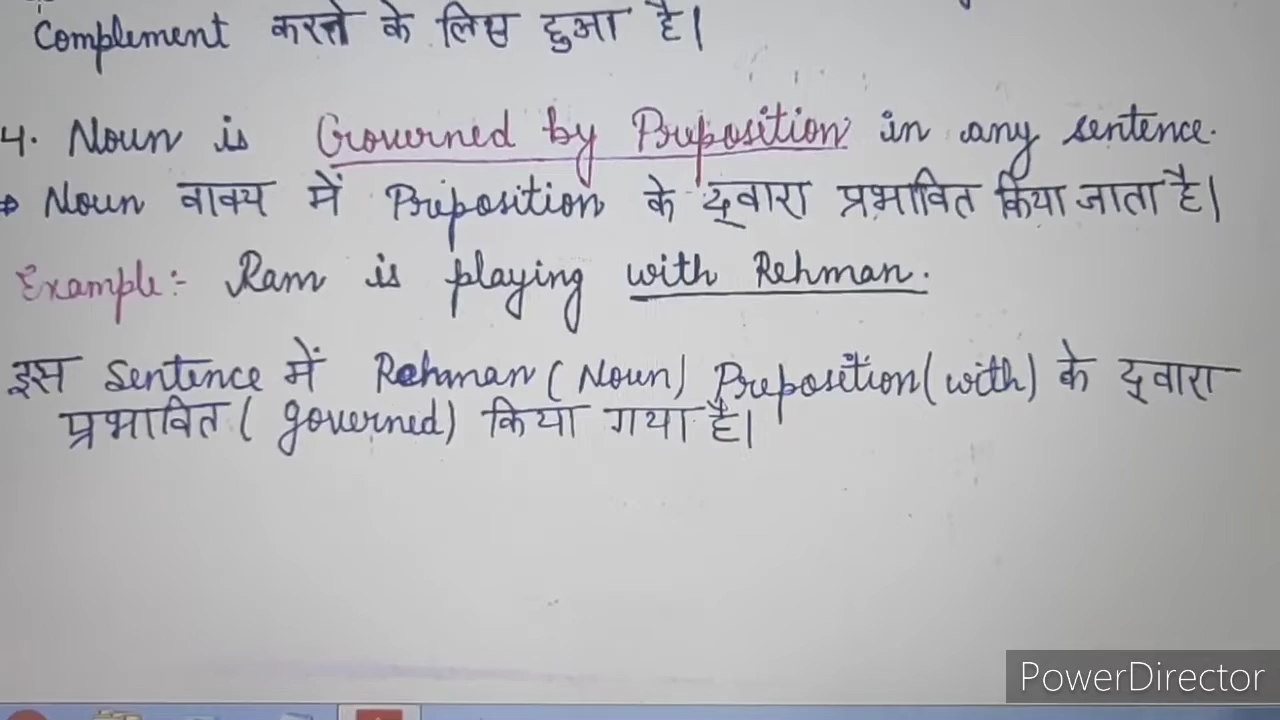 Complement करने के लिए हुआ है।
4. Noun is Governed by Preposition in any sentence.
Noun वाक्य में Preposition के द्वारा प्रभावित किया जाता है।
Example:- Ram is playing with Rehman.
इस sentence में Rehman (Noun) Preposition (with) के द्वारा
प्रभावित (governed) किया गया है।
PowerDirector